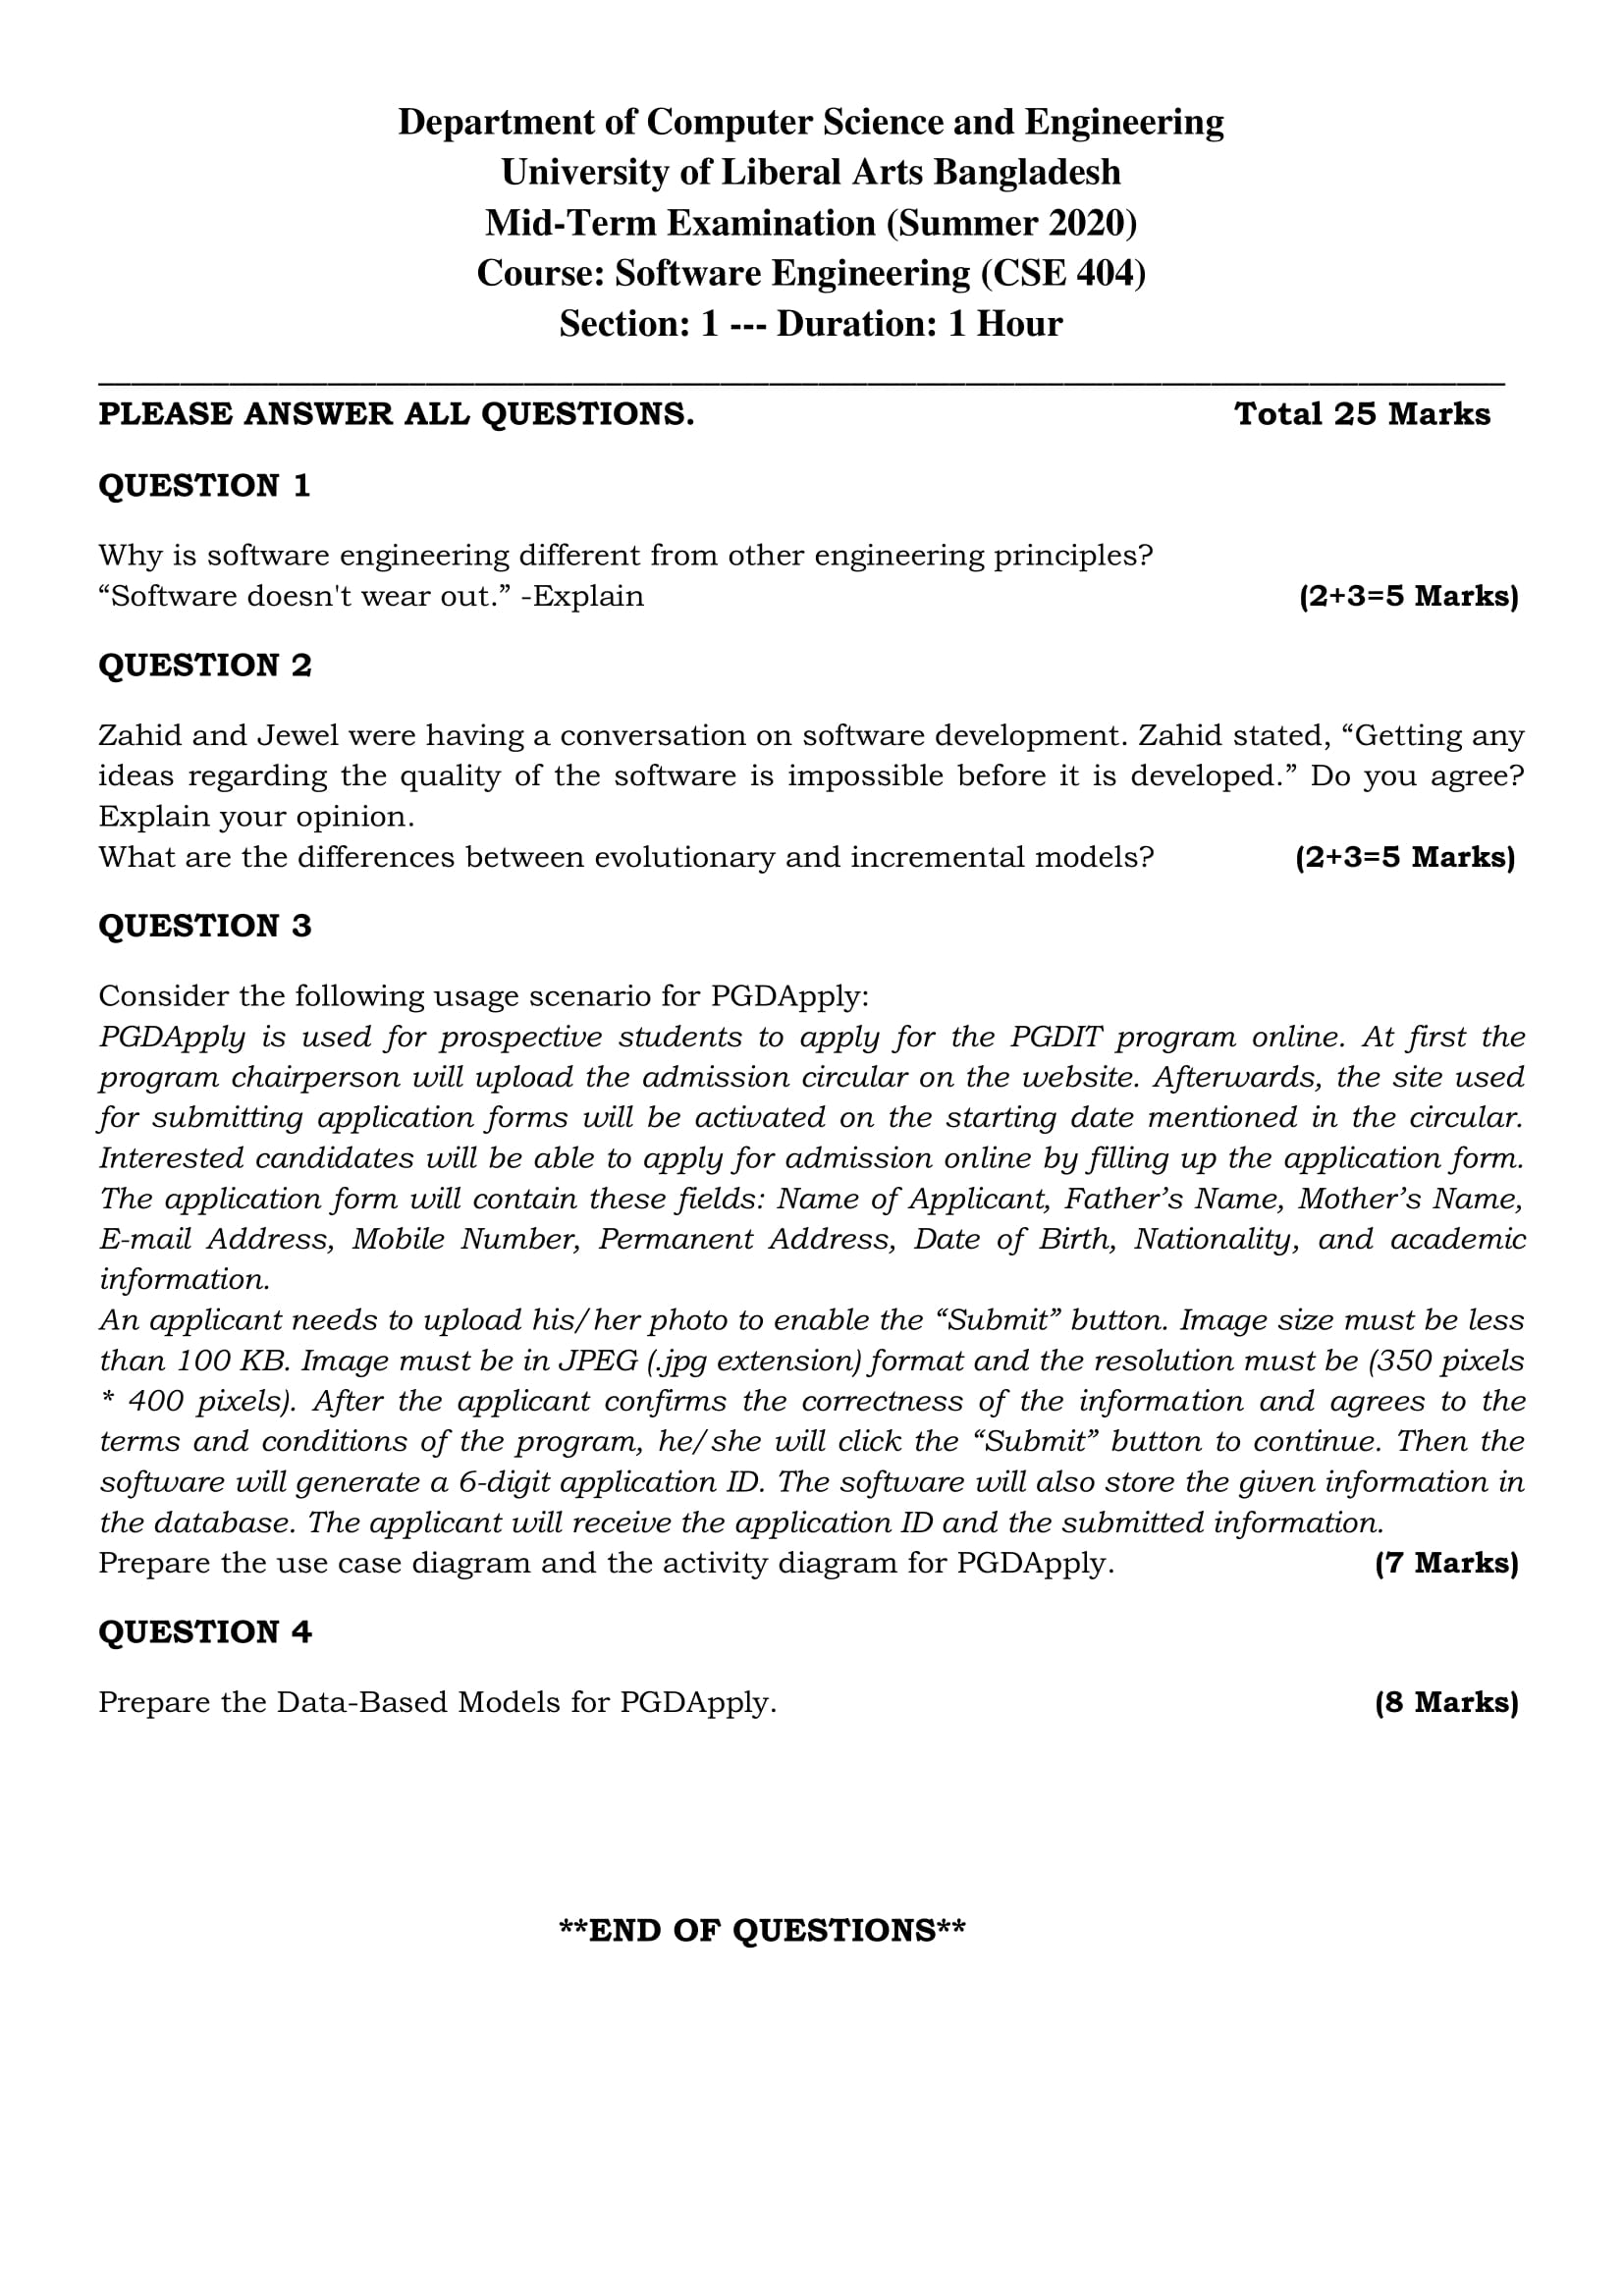 Department of Computer Science and Engineering
University of Liberal Arts Bangladesh
Mid-Term Examination (Summer 2020)
Course: Software Engineering (CSE 404)
Section: 1 --- Duration: 1 Hour
PLEASE ANSWER ALL QUESTIONS. Total 25 Marks
QUESTION 1
Why is software engineering different from other engineering principles?
“Software doesn't wear out.” -Explain (2+3=5 Marks)
QUESTION 2
Zahid and Jewel were having a conversation on software development. Zahid stated, “Getting any
ideas regarding the quality of the software is impossible before it is developed.” Do you agree?
Explain your opinion.
What are the differences between evolutionary and incremental models? (2+3=5 Marks)
QUESTION 3
Consider the following usage scenario for PGDApply:
PGDApply is used for prospective students to apply for the PGDIT program online. At first the
program chairperson will upload the admission circular on the website. Afterwards, the site used
for submitting application forms will be activated on the starting date mentioned in the circular.
Interested candidates will be able to apply for admission online by filling up the application form.
The application form will contain these fields: Name of Applicant, Father’s Name, Mother’s Name,
E-mail Address, Mobile Number, Permanent Address, Date of Birth, Nationality, and academic
information.
An applicant needs to upload his/her photo to enable the “Submit” button. Image size must be less
than 100 KB. Image must be in JPEG (.jpg extension) format and the resolution must be (350 pixels
* 400 pixels). After the applicant confirms the correctness of the information and agrees to the
terms and conditions of the program, he/she will click the “Submit” button to continue. Then the
software will generate a 6-digit application ID. The software will also store the given information in
the database. The applicant will receive the application ID and the submitted information.
Prepare the use case diagram and the activity diagram for PGDApply. (7 Marks)
QUESTION 4
Prepare the Data-Based Models for PGDApply. (8 Marks)
**END OF QUESTIONS**